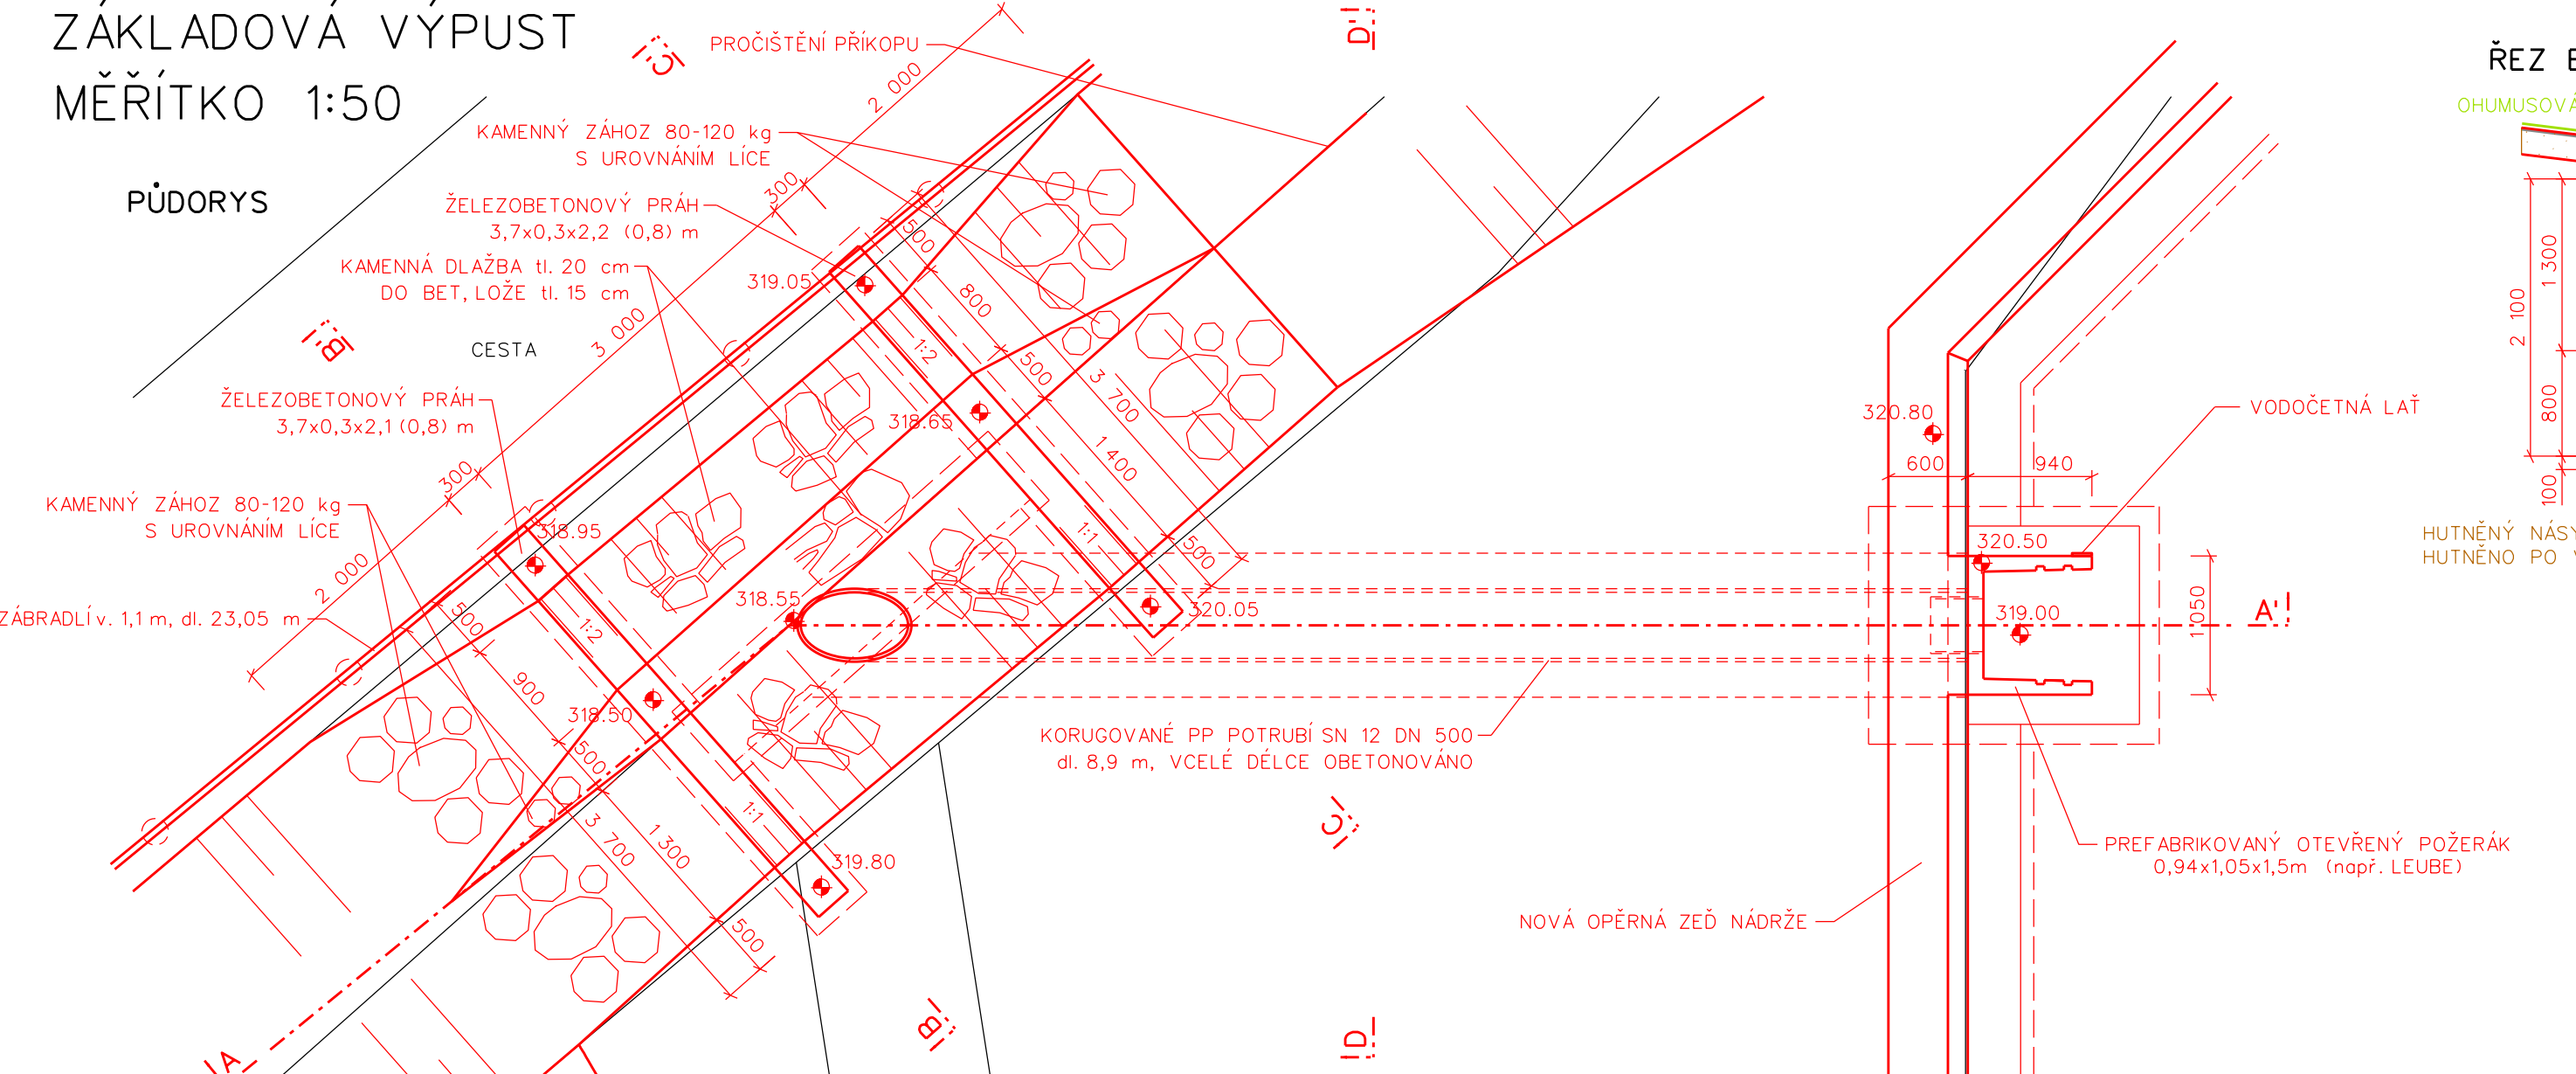 ZÁKLADOVÁ VÝPUST
MĚŘÍTKO 1:50
PŮDORYS
C'
PROČIŠTĚNÍ PŘÍKOPU
D'
2 000
KAMENNÝ ZÁHOZ 80-120 kg
S UROVNÁNÍM LÍCE
300
ŽELEZOBETONOVÝ PRÁH
3,7x0,3x2,2 (0,8) m
KAMENNÁ DLAŽBA tl. 20 cm
DO BET, LOŽE tl. 15 cm
319.05
500
800
B'
CESTA
3 000
1:2
500
3 700
318.65
1 400
ŽELEZOBETONOVÝ PRÁH
3,7x0,3x2,1 (0,8) m
300
KAMENNÝ ZÁHOZ 80-120 kg
S UROVNÁNÍM LÍCE
318.95
1:1
500
2 000
318.55
320.05
ZÁBRADLÍ v. 1,1 m, dl. 23,05 m
500
1:2
900
318.50
500
3 700
1 300
1:1
319.80
500
KORUGOVANÉ PP POTRUBÍ SN 12 DN 500
dl. 8,9 m, VCELÉ DÉLCE OBETONOVÁNO
C
B
A
D
320.80
600
940
VODOČETNÁ LAŤ
320.50
319.00
1 050
A'
PREFABRIKOVANÝ OTEVŘENÝ POŽERÁK
0,94x1,05x1,5m (např. LEUBE)
NOVÁ OPĚRNÁ ZEĎ NÁDRŽE
ŘEZ
OHUMUSOVÁ
1 300
2 100
800
100
HUTNĚNÝ NÁSY
HUTNĚNO PO V